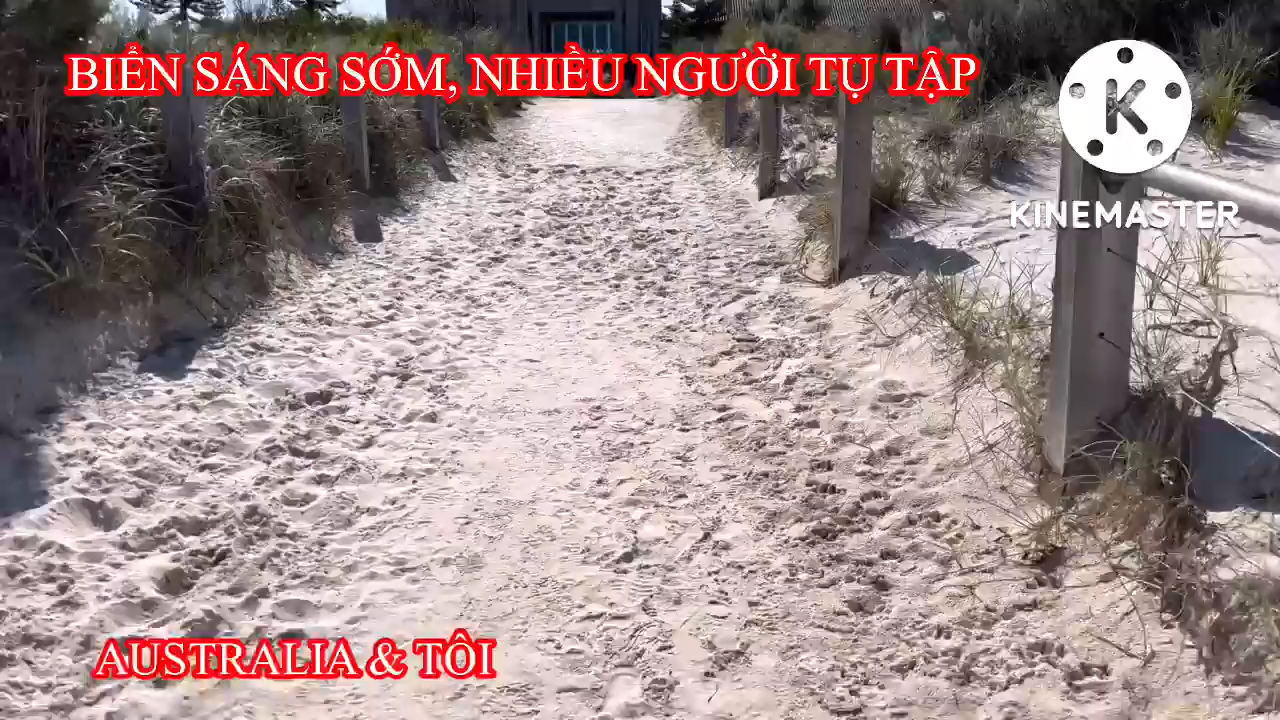 BIỂN SÁNG SỚM, NHIỀU NGƯỜI TỤ TẬP
K
KINEMASTER
AUSTRALIA & TÔI